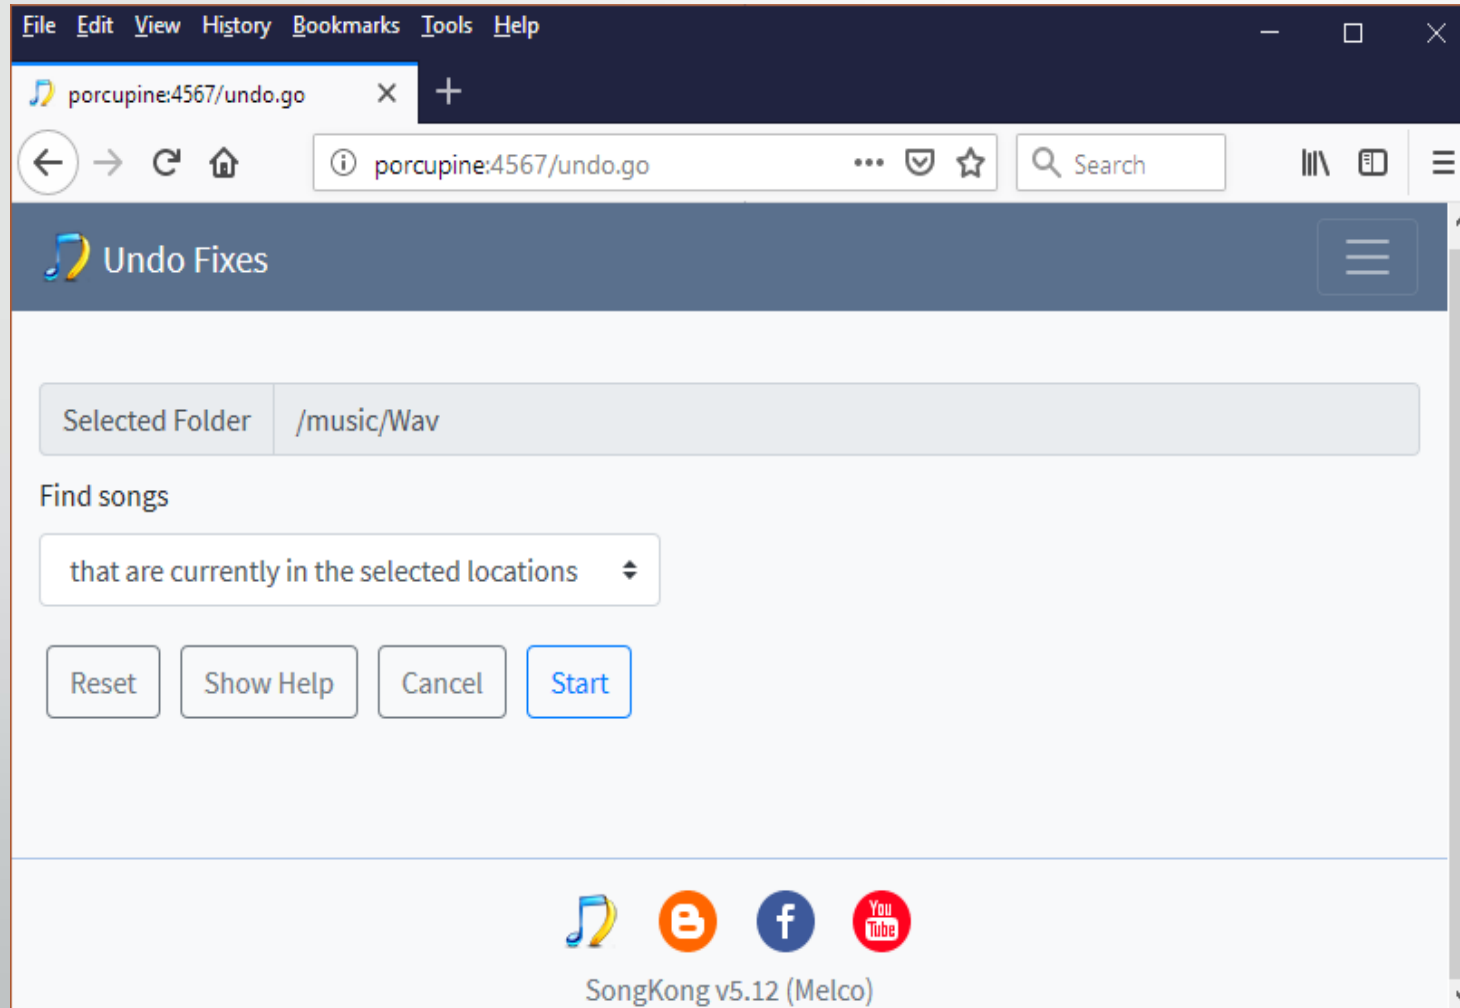 File Edit View History Bookmarks Tools Help
porcupine:4567/undo.go
porcupine:4567/undo.go Search
Undo Fixes
Selected Folder /music/Wav
Find songs
that are currently in the selected locations
Reset Show Help Cancel Start
You
Tube
SongKong v5.12 (Melco)